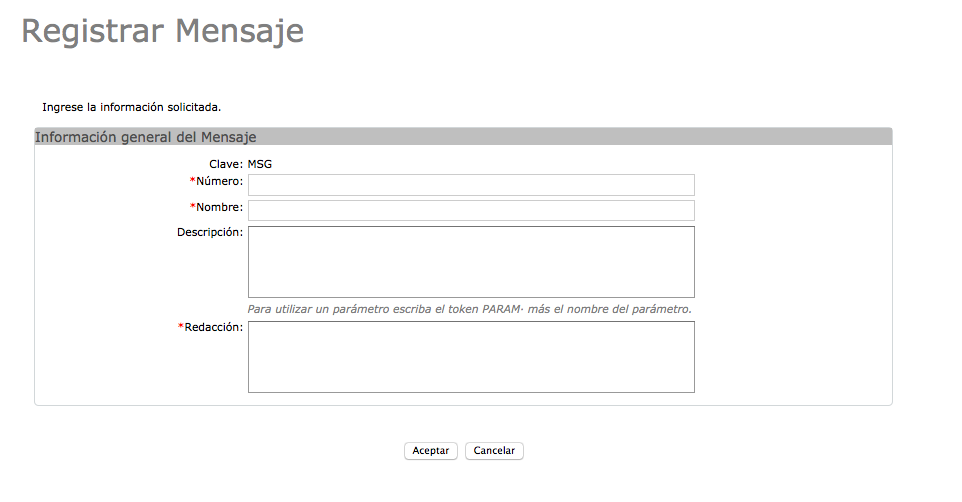 Registrar Mensaje
Ingrese la información solicitada.
Información general del Mensaje
Clave: MSG
*Número:
*Nombre:
Descripción:
Para utilizar un parámetro escriba el token PARAM· más el nombre del parámetro.
*Redacción:
Aceptar Cancelar